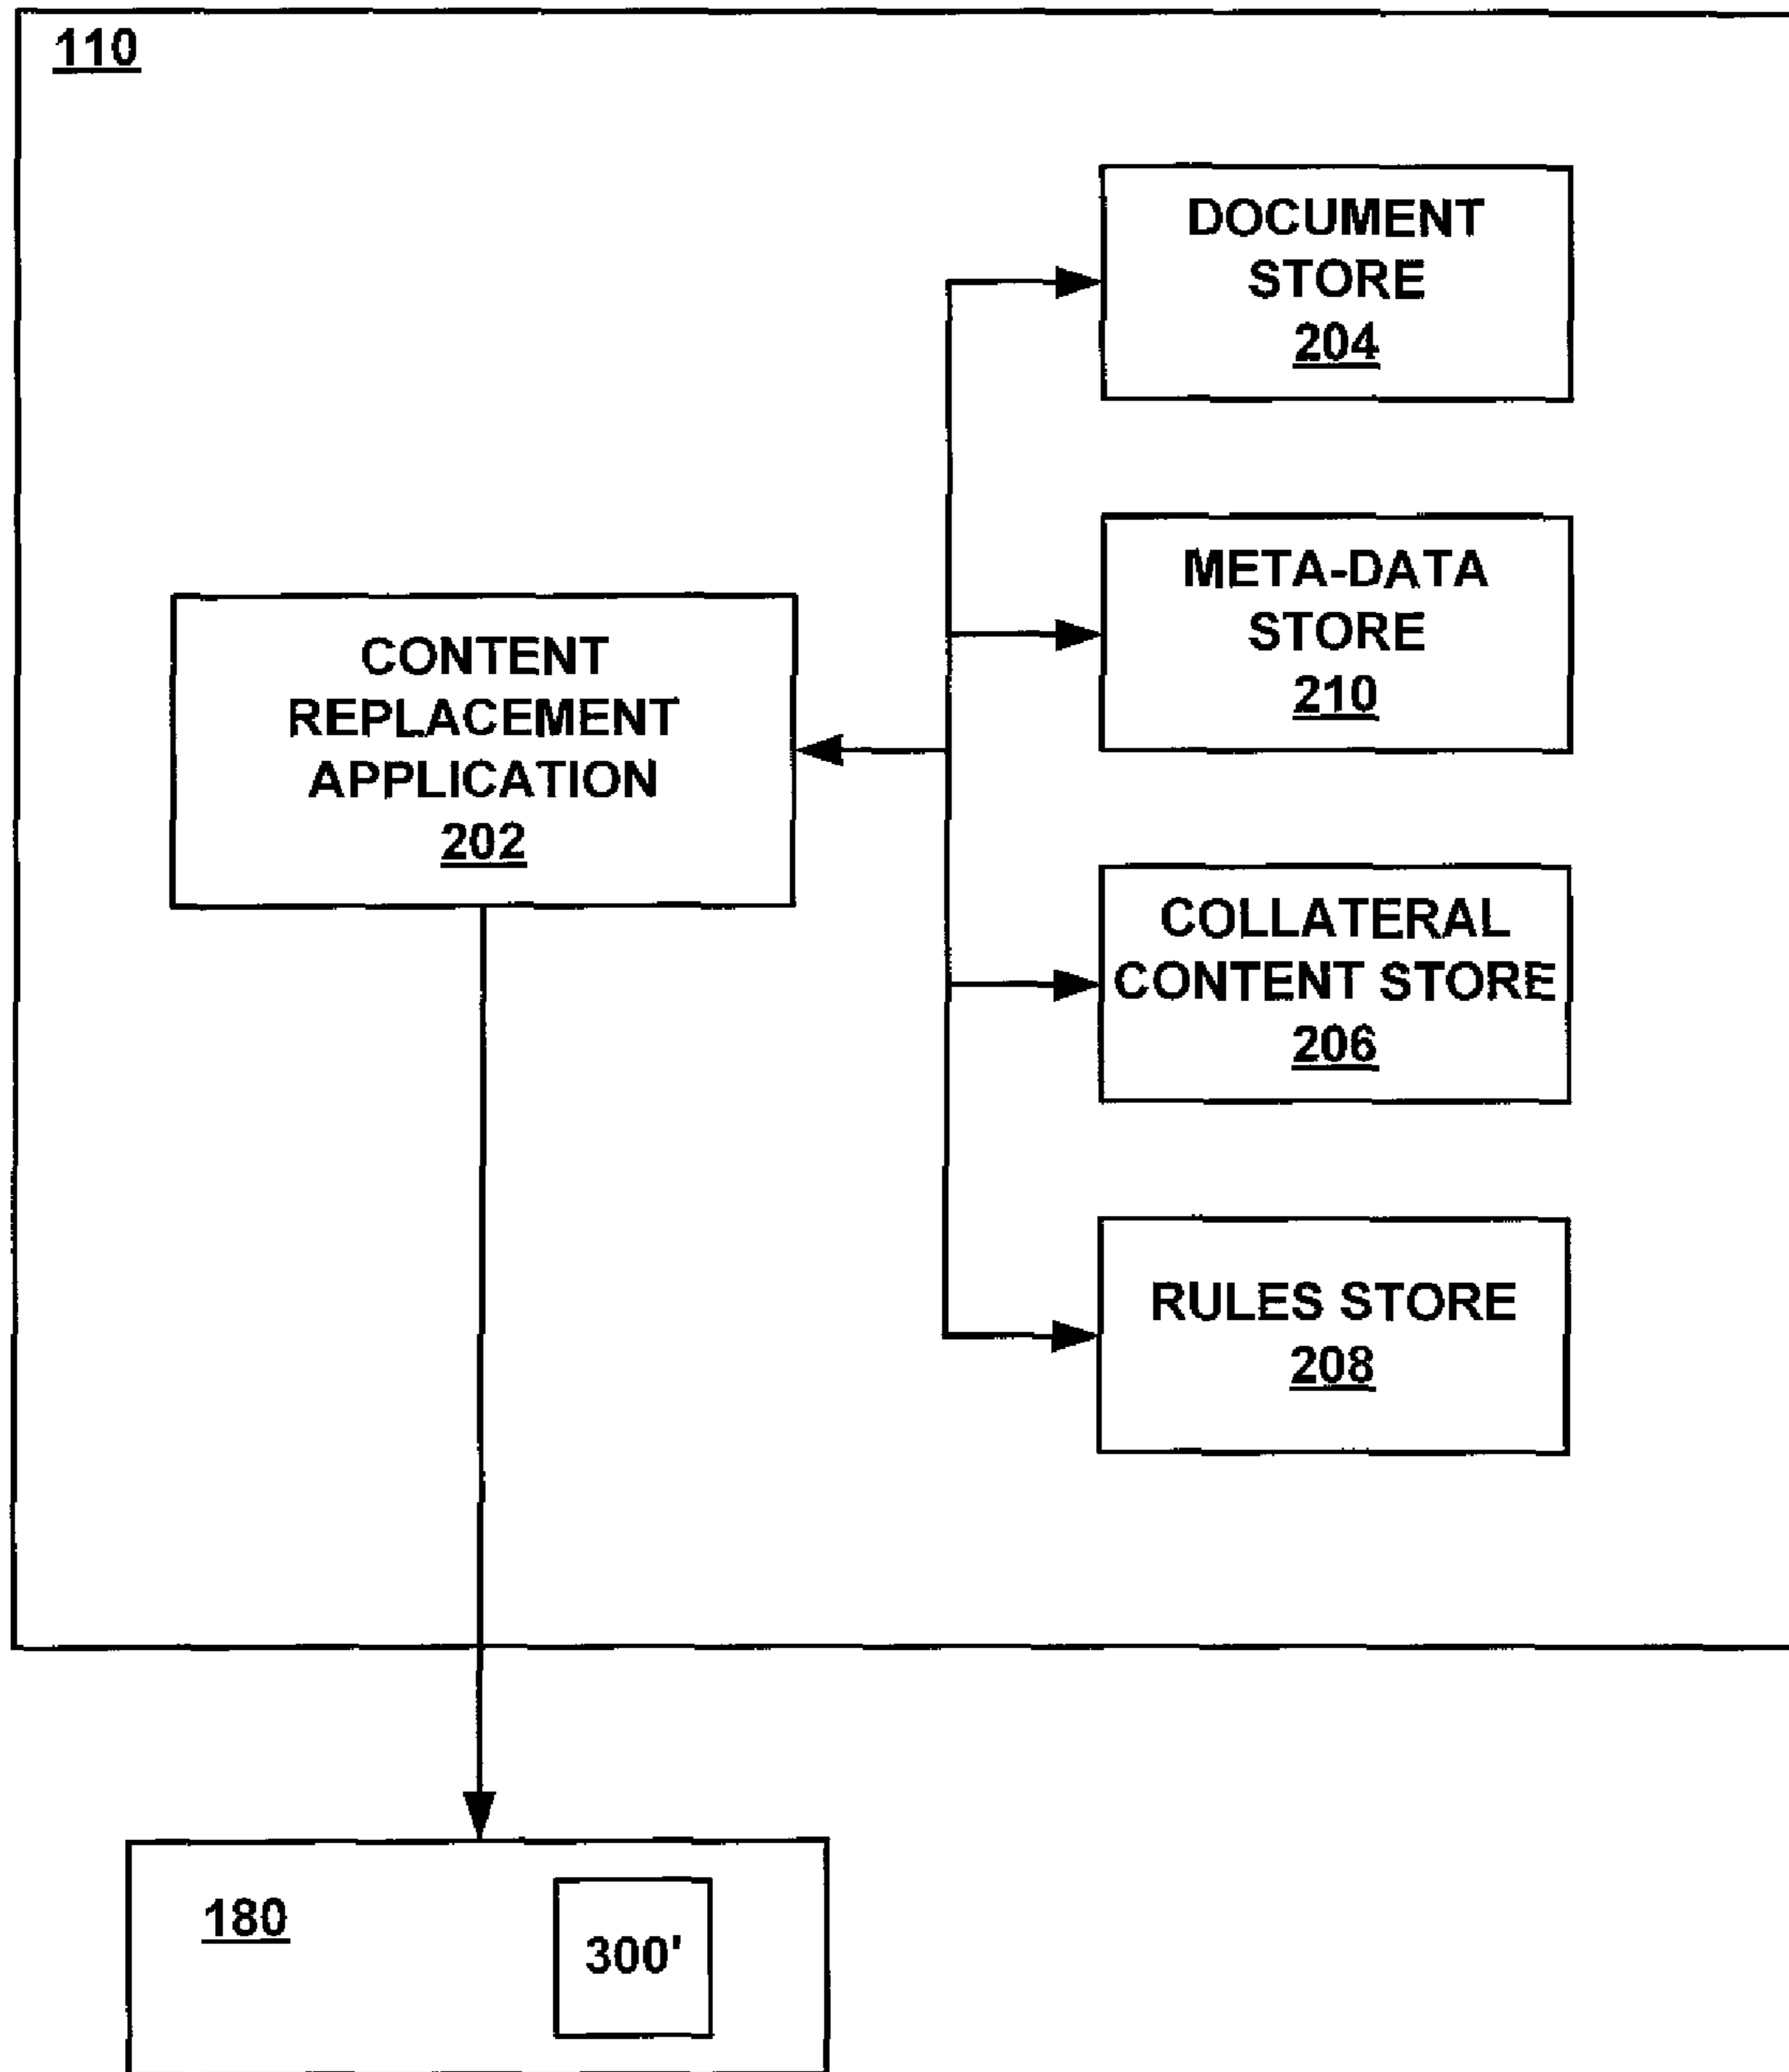 110
DOCUMENT
STORE
204
META-DATA
STORE
210
CONTENT
REPLACEMENT
APPLICATION
202
COLLATERAL
CONTENT STORE
206
RULES STORE
208
180
300'